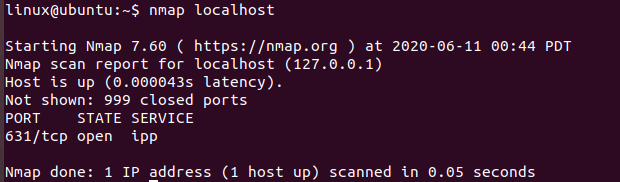 linux@ubuntu:~$ nmap localhost
Starting Nmap 7.60 ( https://nmap.org ) at 2020-06-11 00:44 PDT
Nmap scan report for localhost (127.0.0.1)
Host is up (0.000043s latency).
Not shown: 999 closed ports
PORT    STATE SERVICE
631/tcp open  ipp
Nmap done: 1 IP address (1 host up) scanned in 0.05 seconds